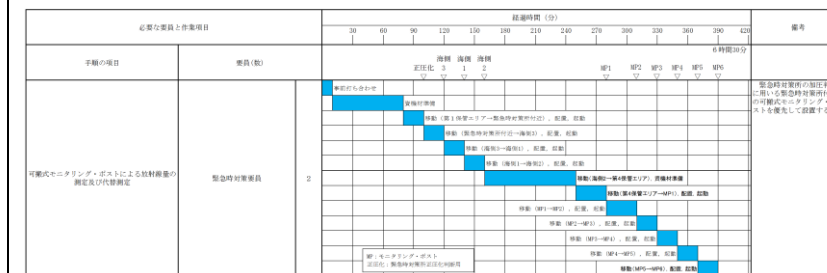 必要な要員と作業項目
経過時間（分）
備考
30 60 90 120 150 180 210 240 270 300 330 360 390 420
6時間30分
手順の項目
要員(数)
海側 海側 海側
正圧化 3 1 2
MP1 MP2 MP3 MP4 MP5 MP6
事前打ち合わせ
資機材準備
移動（第1保管エリア→緊急時対策所付近），配置，起動
移動（緊急時対策所付近→海側3），配置，起動
移動（海側3→海側1），配置，起動
移動（海側1→海側2），配置，起動
可搬式モニタリング・ポストによる放射線量の
測定及び代替測定
緊急時対策要員
2
移動（海側2→第4保管エリア），資機材準備
移動（第4保管エリア→MP1），配置，起動
移動（MP1→MP2），配置，起動
移動（MP2→MP3），配置，起動
移動（MP3→MP4），配置，起動
移動（MP4→MP5），配置，起動
移動（MP5→MP6），配置，起動
MP：モニタリング・ポスト
正圧化：緊急時対策所正圧化判断用
緊急時対策所の加圧判
に用いる緊急時対策所付
の可搬式モニタリング・
ストを優先して設置する